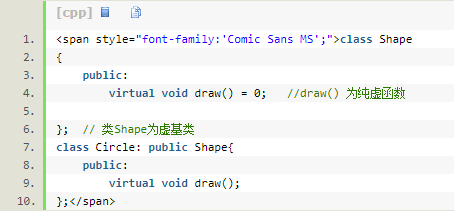 [cpp]
1. <span style="font-family:'Comic Sans MS';">class Shape
2. {
3. public:
4. virtual void draw() = 0; //draw() 为纯虚函数
5.
6. }; // 类Shape为虚基类
7. class Circle: public Shape{
8. public:
9. virtual void draw();
10. };</span>